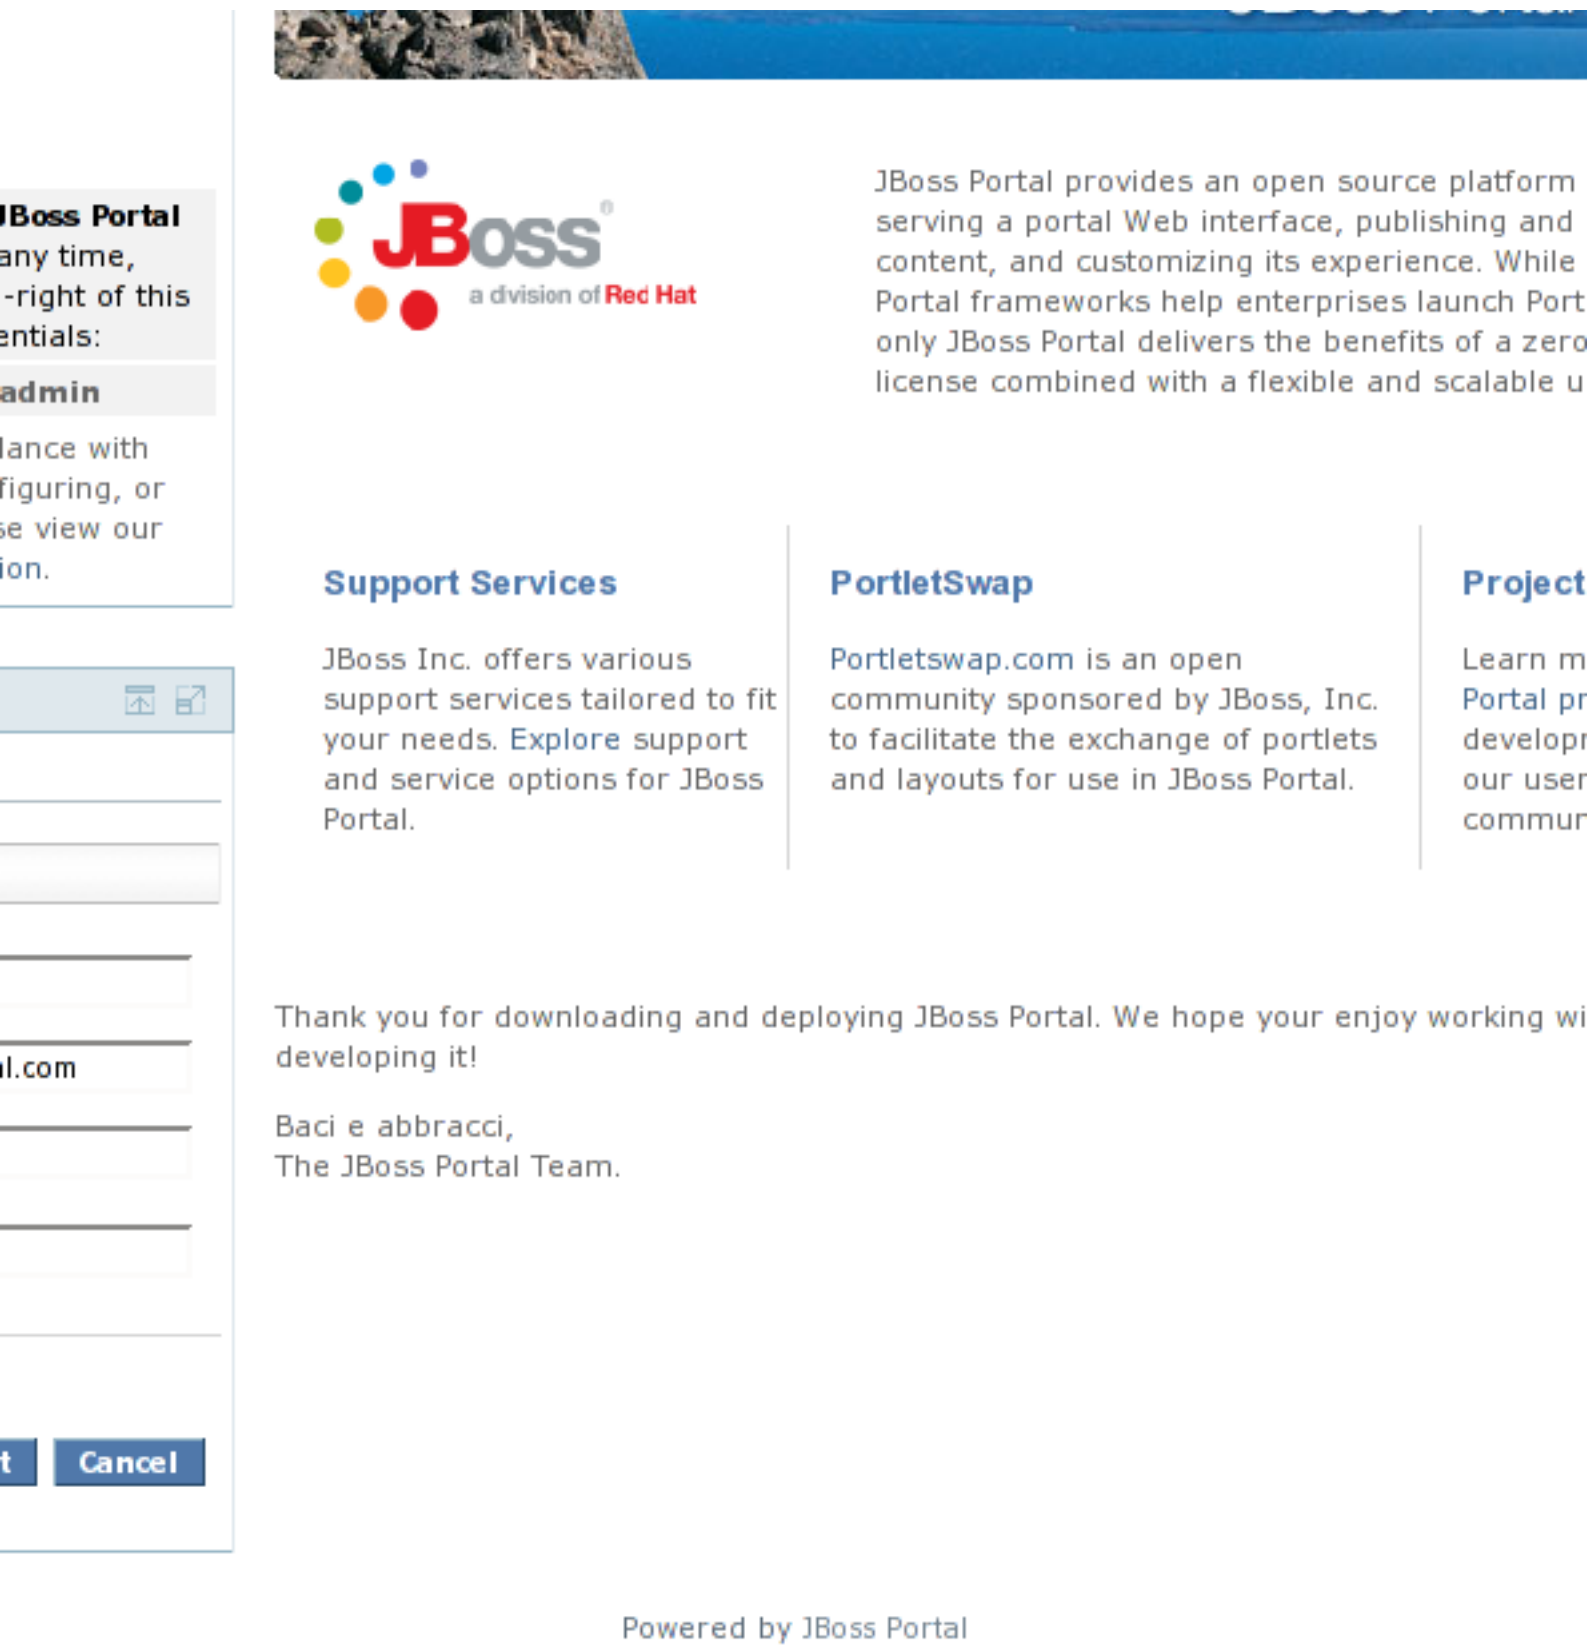 JBoss Portal
any time,
-right of this
entials:
admin
with
figuring, or
view our
JBoss®
a division of Red Hat
JBoss Portal provides an open source platform
serving a portal Web interface, publishing and
content, and customizing its experience. While
Portal frameworks help enterprises launch Port
only JBoss Portal delivers the benefits of a zero
license combined with a flexible and scalable u
Support Services
JBoss Inc. offers various
support services tailored to fit
your needs. Explore support
and service options for JBoss
Portal.
PortletSwap
Portletswap.com is an open
community sponsored by JBoss, Inc.
to facilitate the exchange of portlets
and layouts for use in JBoss Portal.
Project
Learn m
Portal pr
our user
.com
Cancel
Thank you for downloading and deploying JBoss Portal. We hope your enjoy working wi
developing it!
Baci e abbracci,
The JBoss Portal Team.
Powered by JBoss Portal